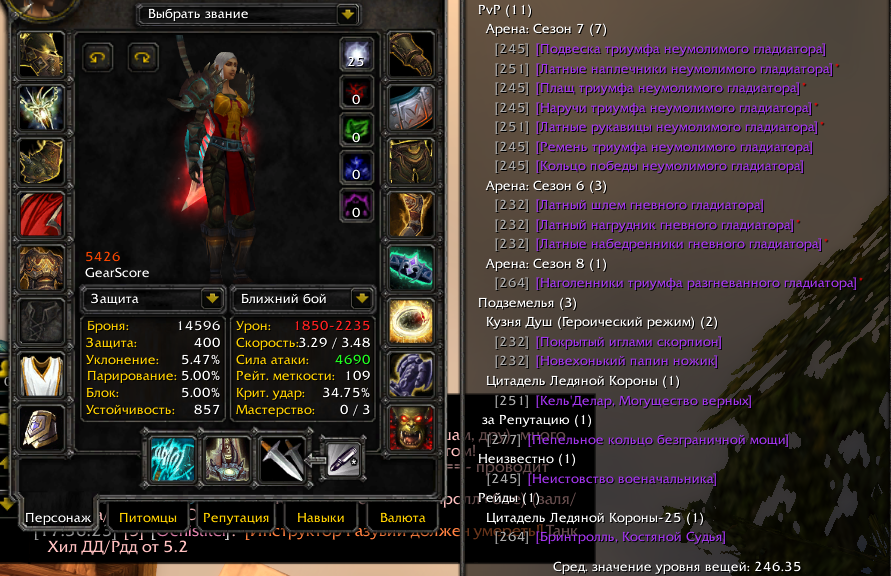 Выбрать звание
25
0
0
0
0
5426
GearScore
Защита
Ближний бой
Броня: 14596
Защита: 400
Уклонение: 5.47%
Парирование: 5.00%
Блок: 5.00%
Устойчивость: 857
Урон: 1850-2235
Скорость: 3.29 / 3.48
Сила атаки: 4690
Рейт. меткости: 109
Крит. удар: 34.75%
Мастерство: 0 / 3
Персонаж
Питомцы
Репутация
Навыки
Валюта
Инструктор Разувий должен умереть! Танк
Хил ДД/Рдд от 5.2
PvP (11)
Арена: Сезон 7 (7)
[245] [Подвеска триумфа неумолимого гладиатора]
[251] [Латные наплечники неумолимого гладиатора]*
[245] [Плащ триумфа неумолимого гладиатора]*
[245] [Наручи триумфа неумолимого гладиатора]*
[251] [Латные рукавицы неумолимого гладиатора]*
[245] [Ремень триумфа неумолимого гладиатора]
[245] [Кольцо победы неумолимого гладиатора]
Арена: Сезон 6 (3)
[232] [Латный шлем гневного гладиатора]
[232] [Латный нагрудник гневного гладиатора]*
[232] [Латные набедренники гневного гладиатора]*
Арена: Сезон 8 (1)
[264] [Наголенники триумфа разгневанного гладиатора]*
Подземелья (3)
Кузня Душ (Героический режим) (2)
[232] [Покрытый иглами скорпион]
[232] [Новехонький папин ножик]
Цитадель Ледяной Короны (1)
[251] [Кель'Делар, Могущество верных]
за Репутацию (1)
[277] [Пепельное кольцо безграничной мощи]
Неизвестно (1)
проводит
[245] [Неистовство военачальника]
Рейды (1)
Цитадель Ледяной Короны-25 (1)
[264] [Бринтролль, Костяной Судья]
Сред. значение уровня вещей: 246.35